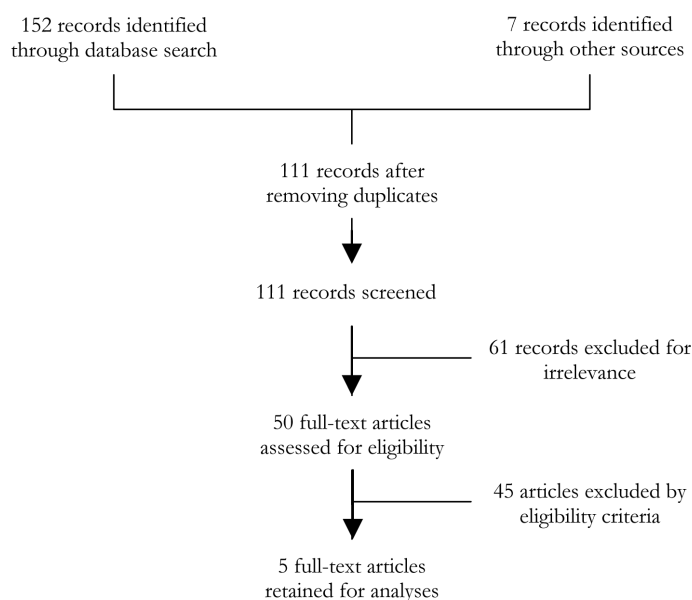 152 records identified
through database search
7 records identified
through other sources
111 records after
removing duplicates
111 records screened
61 records excluded for
irrelevance
50 full-text articles
assessed for eligibility
45 articles excluded by
eligibility criteria
5 full-text articles
retained for analyses